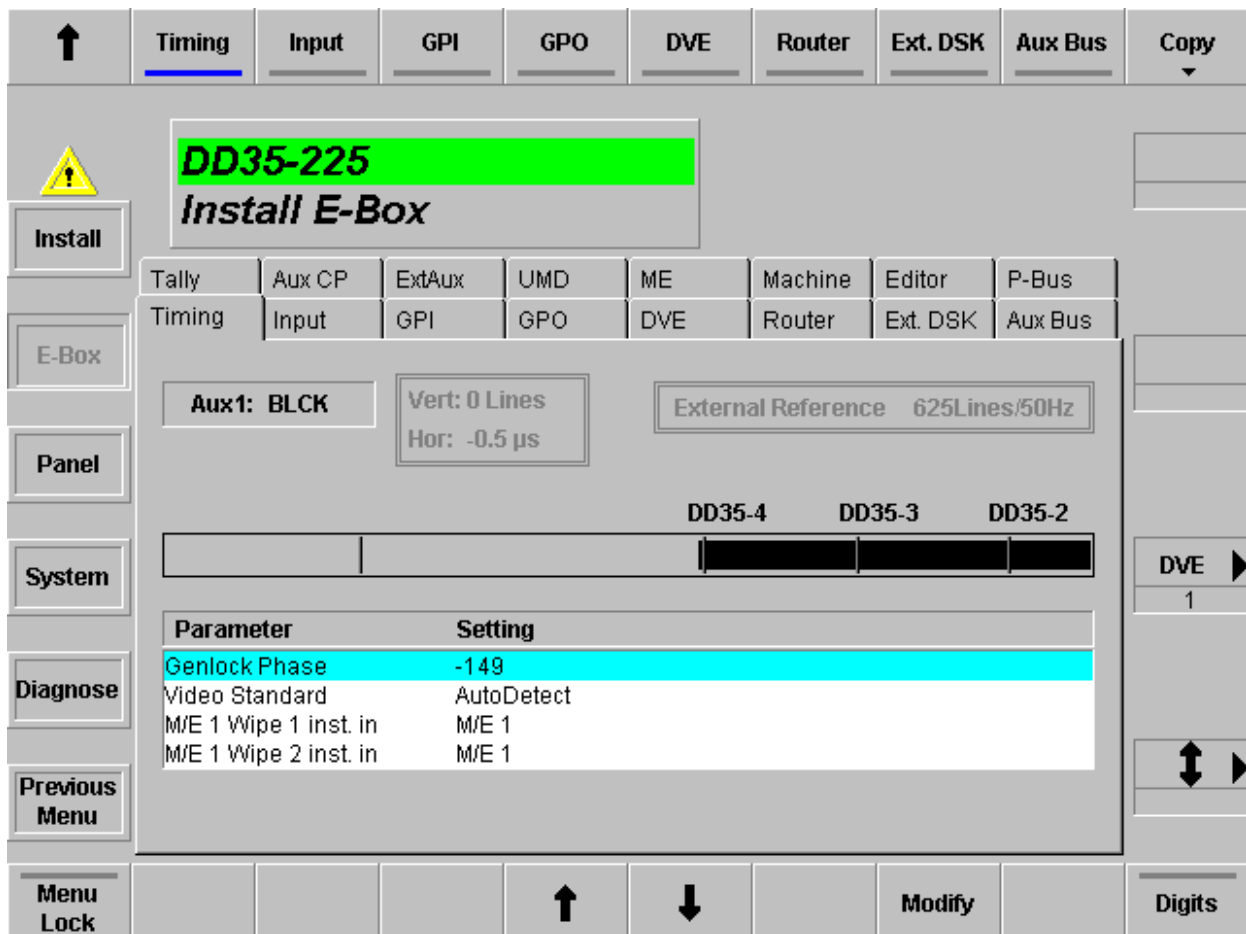 Timing Input GPI GPO DVE Router Ext. DSK Aux Bus Copy
DD35-225
Install E-Box
Install
Tally Aux CP ExtAux UMD ME Machine Editor P-Bus
Timing Input GPI GPO DVE Router Ext. DSK Aux Bus
E-Box
Aux1: BLCK
Vert: 0 Lines
Hor: -0.5 µs
External Reference 625Lines/50Hz
Panel
DD35-4 DD35-3 DD35-2
System
DVE
1
Parameter Setting
Genlock Phase -149
Video Standard AutoDetect
M/E 1 Wipe 1 inst. in M/E 1
M/E 1 Wipe 2 inst. in M/E 1
Diagnose
Previous
Menu
Menu
Lock
Modify
Digits